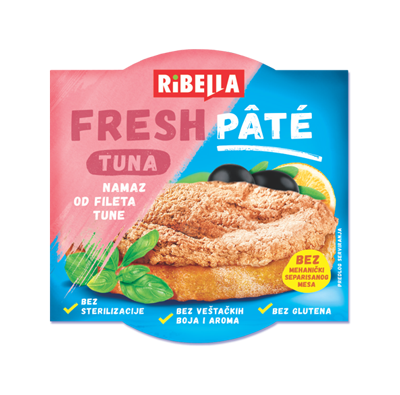 RiBELLA
FRESH PÂTÉ
TUNA
NAMAZ
OD FILETA
TUNE
BEZ
MEHANIČKI
SEPARISANOG
MESA
PREDLOG SERVIRANJA
BEZ
STERILIZACIJE
BEZ VEŠTAČKIH
BOJA I AROMA
BEZ GLUTENA